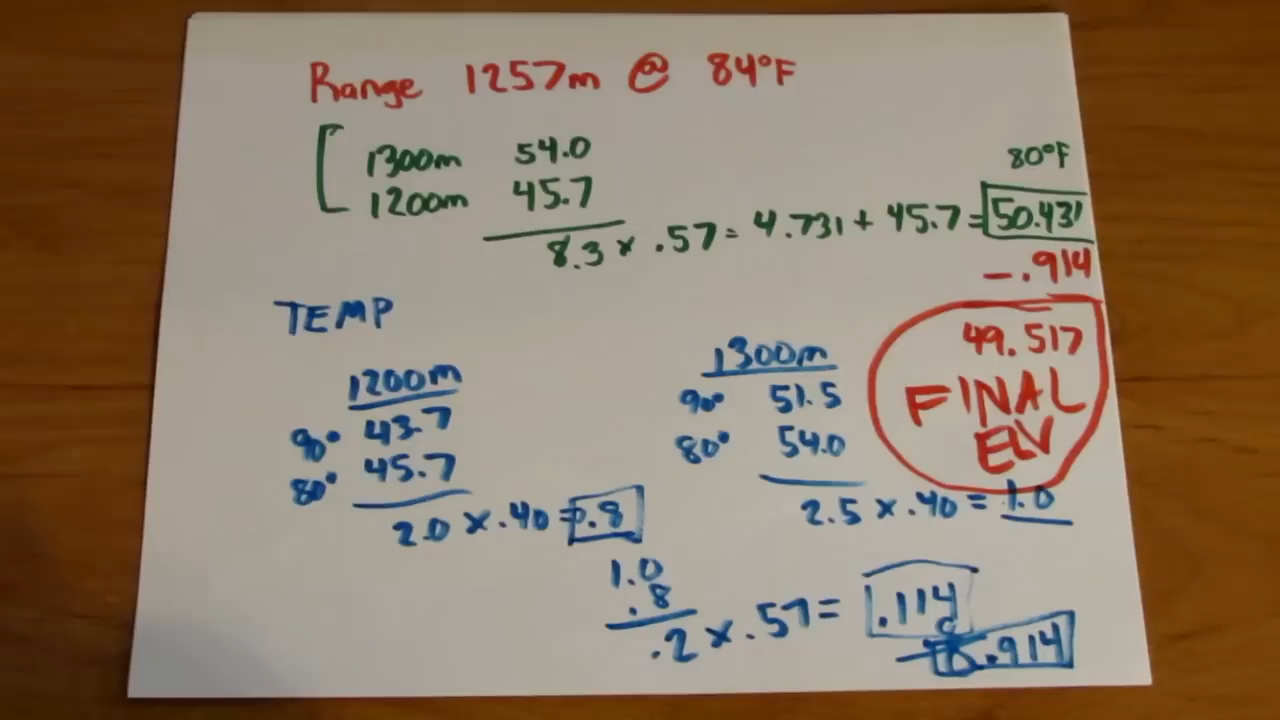 Range 1257m @ 84°F
80°F
1300m 54.0
1200m 45.7
8.3 x .57 = 4.731 + 45.7 = 50.431
- .914
49.517
FINAL
ELV
TEMP
1200m
90° 43.7
80° 45.7
2.0 x .40 = .8
1300m
90° 51.5
80° 54.0
2.5 x .40 = 1.0
1.0
.8
.2 x .57 = .114
.914